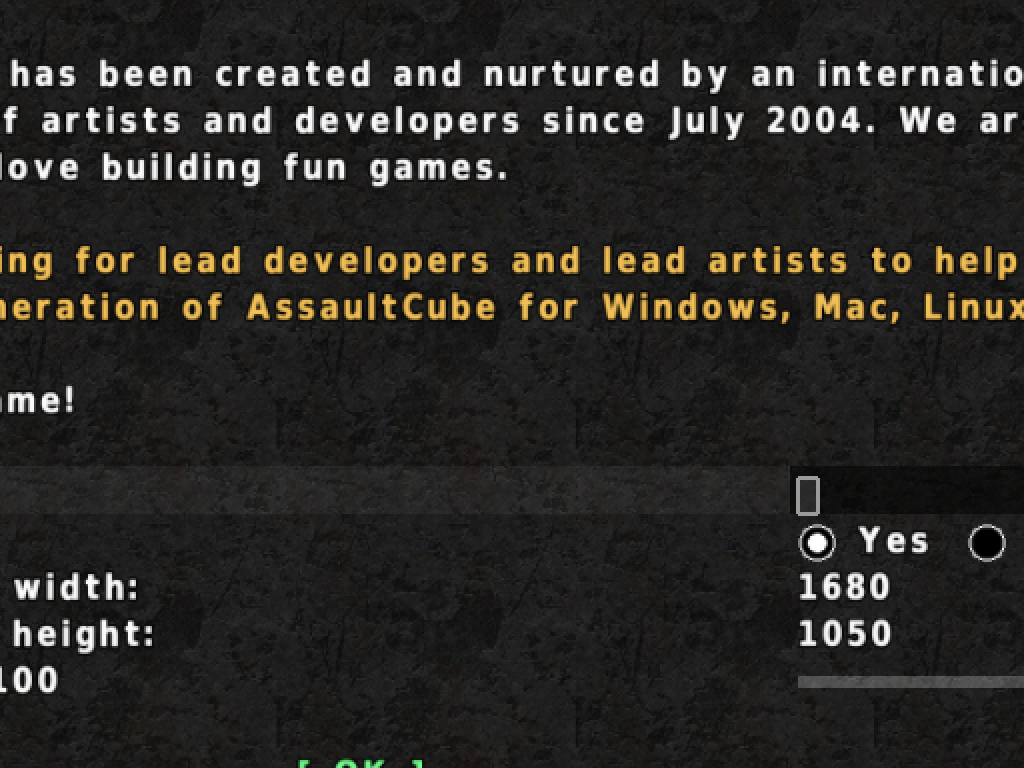 has been created and nurtured by an internatio
f artists and developers since July 2004. We ar
love building fun games.
ing for lead developers and lead artists to help
neration of AssaultCube for Windows, Mac, Linux
ame!
Yes
width: 1680
height: 1050
100
[ OK ]